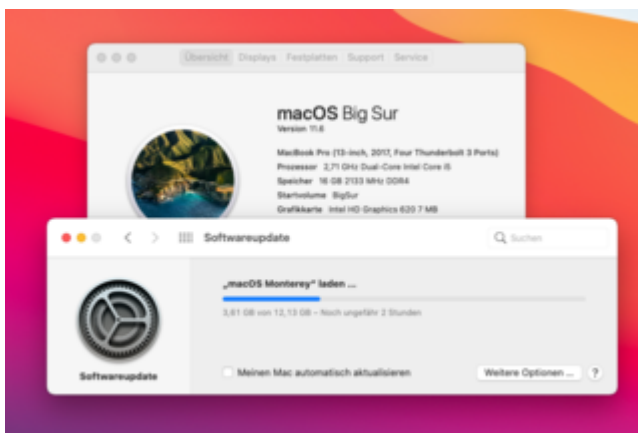 Übersicht Displays Festplatten Support Service
macOS Big Sur
Version 11.6
MacBook Pro (13-inch, 2017, Four Thunderbolt 3 Ports)
Prozessor 2,71 GHz Dual-Core Intel Core i5
Speicher 16 GB 2133 MHz DDR4
Startvolume BigSur
Grafikkarte Intel HD Graphics 620 7 MB
Softwareupdate
Suchen
„macOS Monterey“ laden ...
3,61 GB von 12,13 GB – Noch ungefähr 2 Stunden
Softwareupdate
Meinen Mac automatisch aktualisieren
Weitere Optionen ... ?